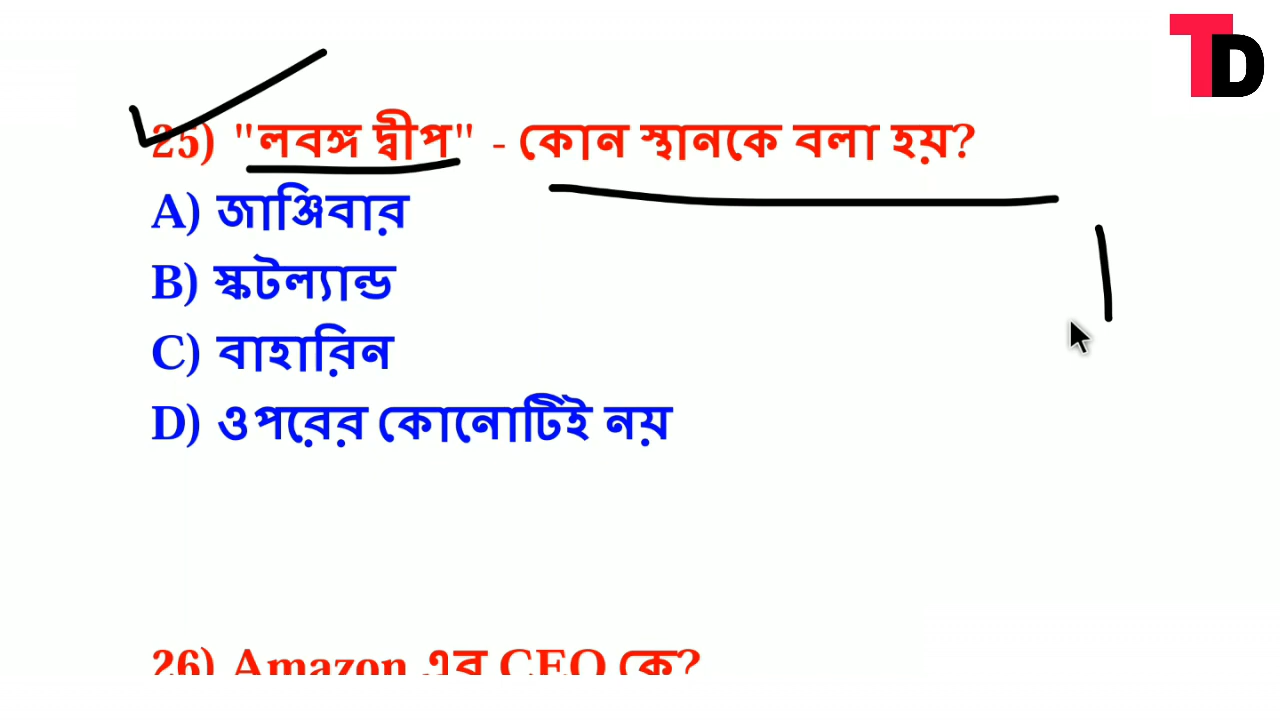 TD
25) "লবঙ্গ দ্বীপ" - কোন স্থানকে বলা হয়?
A) জাঞ্জিবার
B) স্কটল্যান্ড
C) বাহারিন
D) ওপরের কোনোটিই নয়
26) Amazon এর CEO কে?